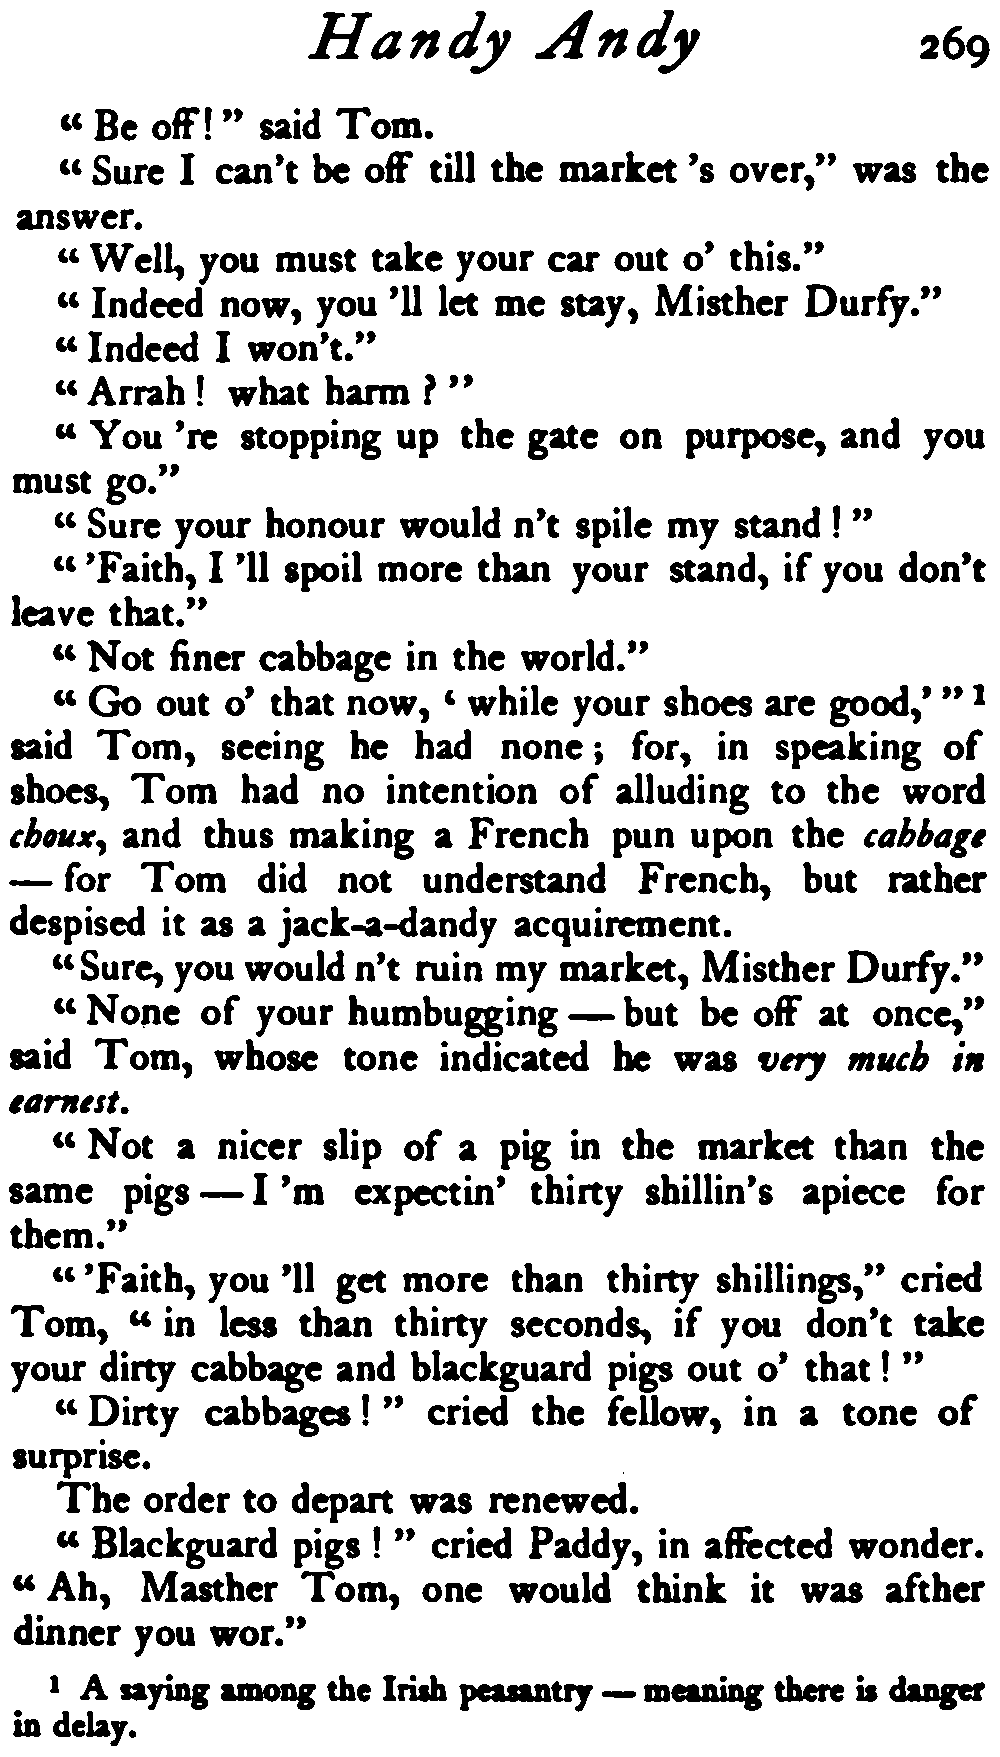 Handy Andy 269
“ Be off! ” said Tom.
“ Sure I can't be off till the market 's over,” was the
answer.
“ Well, you must take your car out o' this.”
“ Indeed now, you 'll let me stay, Misther Durfy.”
“ Indeed I won't.”
“ Arrah ! what harm ? ”
“ You 're stopping up the gate on purpose, and you
must go.”
“ Sure your honour would n't spile my stand ! ”
“ 'Faith, I 'll spoil more than your stand, if you don't
leave that.”
“ Not finer cabbage in the world.”
“ Go out o' that now, ‘ while your shoes are good,’ ” 1
said Tom, seeing he had none ; for, in speaking of
shoes, Tom had no intention of alluding to the word
choux, and thus making a French pun upon the cabbage
— for Tom did not understand French, but rather
despised it as a jack-a-dandy acquirement.
“ Sure, you would n't ruin my market, Misther Durfy.”
“ None of your humbugging — but be off at once,”
said Tom, whose tone indicated he was very much in
earnest.
“ Not a nicer slip of a pig in the market than the
same pigs — I 'm expectin' thirty shillin's apiece for
them.”
“ 'Faith, you 'll get more than thirty shillings,” cried
Tom, “ in less than thirty seconds, if you don't take
your dirty cabbage and blackguard pigs out o' that ! ”
“ Dirty cabbages ! ” cried the fellow, in a tone of
surprise.
The order to depart was renewed.
“ Blackguard pigs ! ” cried Paddy, in affected wonder.
“ Ah, Masther Tom, one would think it was afther
dinner you wor.”
1 A saying among the Irish peasantry — meaning there is danger
in delay.